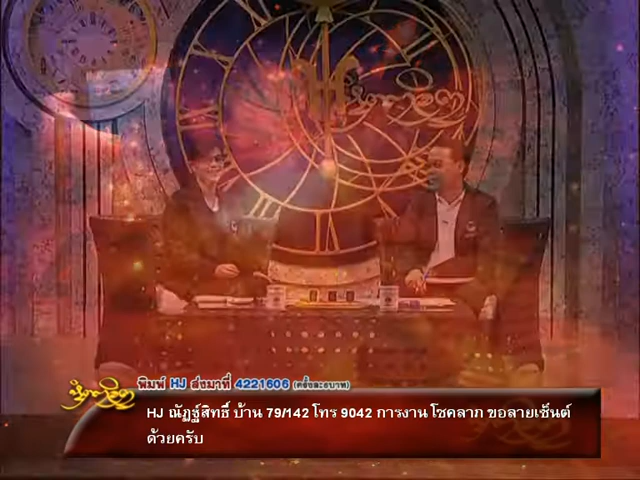 พิมพ์ HJ ส่งมาที่ 4221606 (ครั้งละ๓บาท)
HJ ณัฏฐ์สิทธิ์ บ้าน 79/142 โทร 9042 การงาน โชคลาภ ขอลายเซ็นต์
ด้วยครับ